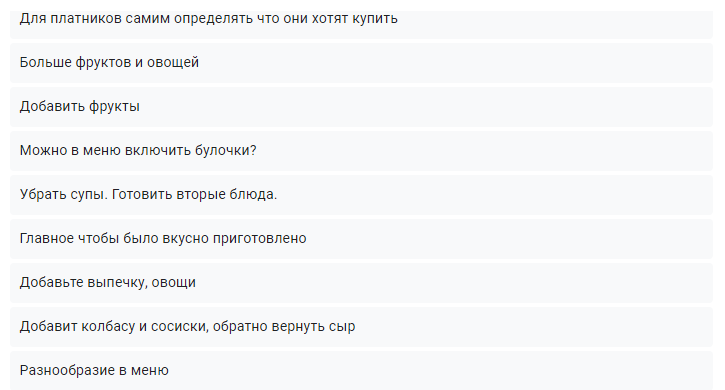 Для платников самим определять что они хотят купить
Больше фруктов и овощей
Добавить фрукты
Можно в меню включить булочки?
Убрать супы. Готовить вторые блюда.
Главное чтобы было вкусно приготовлено
Добавьте выпечку, овощи
Добавит колбасу и сосиски, обратно вернуть сыр
Разнообразие в меню